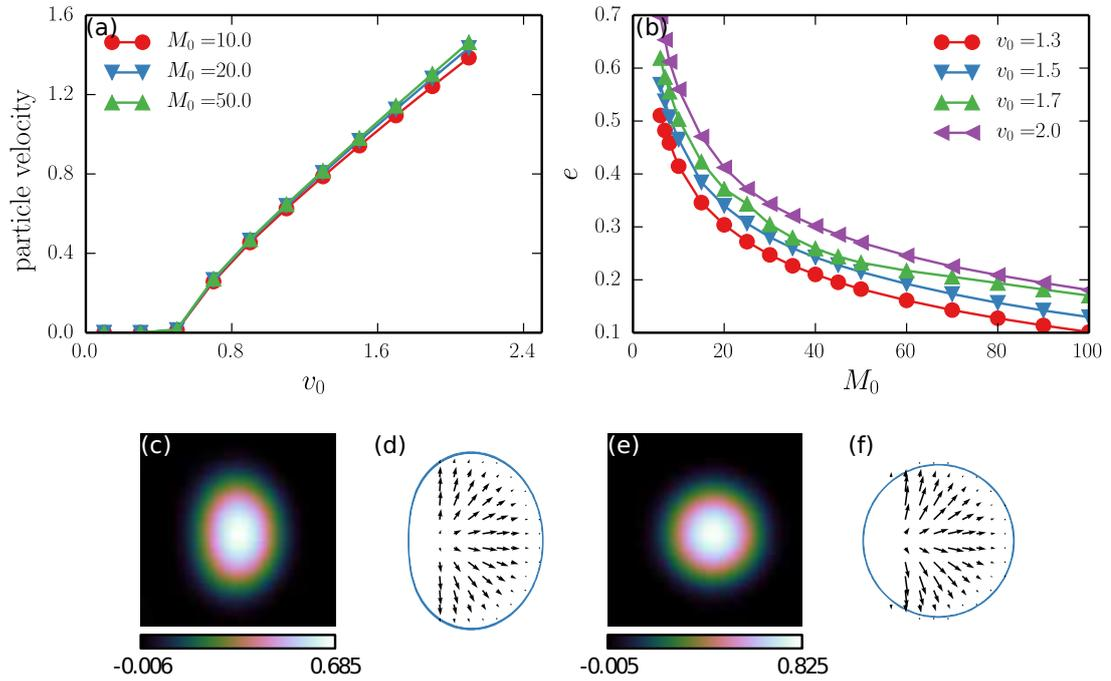 (a)
M0 =10.0
M0 =20.0
M0 =50.0
1.6
1.2
0.8
0.4
0.0
particle velocity
0.0 0.8 1.6 2.4
v0
(b)
v0 =1.3
v0 =1.5
v0 =1.7
v0 =2.0
0.7
0.6
0.5
0.4
0.3
0.2
0.1
e
0 20 40 60 80 100
M0
(c)
-0.006 0.685
(d)
(e)
-0.005 0.825
(f)